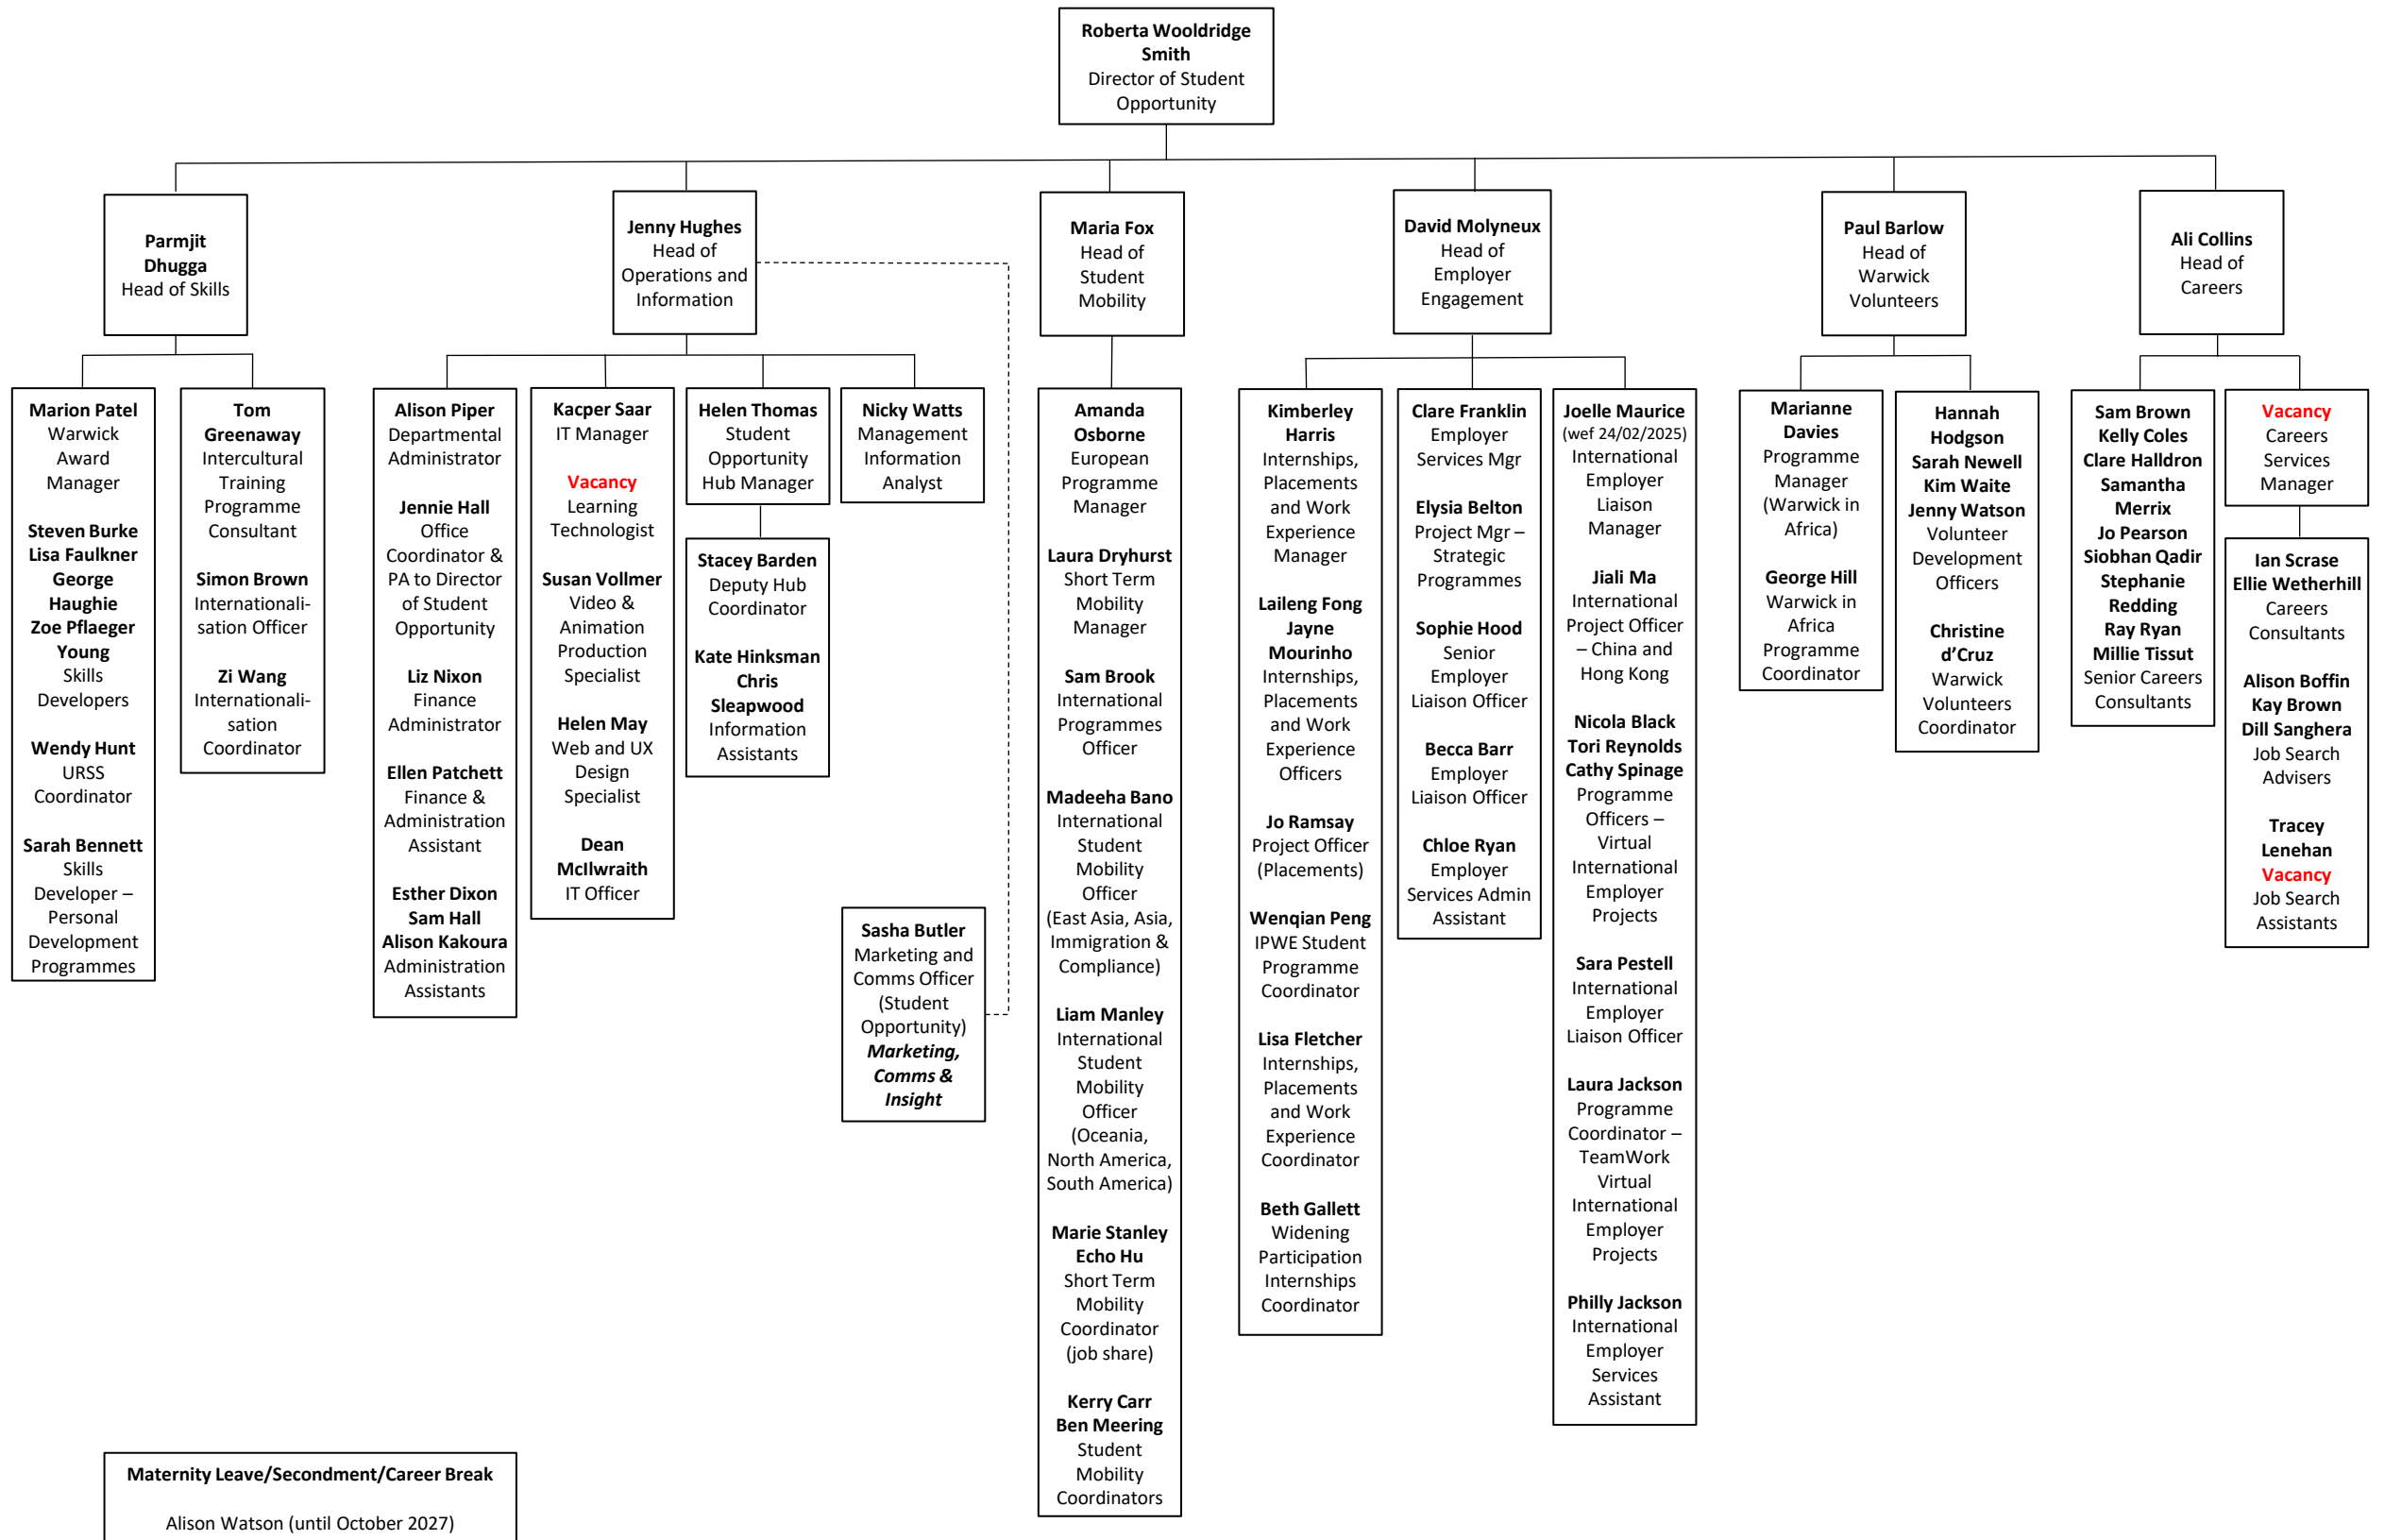 Roberta Wooldridge
Smith
Director of Student
Opportunity
Parmjit
Dhugga
Head of Skills
Jenny Hughes
Head of
Operations and
Information
Maria Fox
Head of
Student
Mobility
David Molyneux
Head of
Employer
Engagement
Paul Barlow
Head of
Warwick
Volunteers
Ali Collins
Head of
Careers
Marion Patel
Warwick
Award
Manager
Steven Burke
Lisa Faulkner
George
Haughie
Zoe Pflaeger
Young
Skills
Developers
Wendy Hunt
URSS
Coordinator
Sarah Bennett
Skills
Developer –
Personal
Development
Programmes
Tom
Greenaway
Intercultural
Training
Programme
Consultant
Simon Brown
Internationali-
sation Officer
Zi Wang
Internationali-
sation
Coordinator
Alison Piper
Departmental
Administrator
Jennie Hall
Office
Coordinator &
PA to Director
of Student
Opportunity
Liz Nixon
Finance
Administrator
Ellen Patchett
Finance &
Administration
Assistant
Esther Dixon
Sam Hall
Alison Kakoura
Administration
Assistants
Kacper Saar
IT Manager
Vacancy
Learning
Technologist
Susan Vollmer
Video &
Animation
Production
Specialist
Helen May
Web and UX
Design
Specialist
Dean
McIlwraith
IT Officer
Helen Thomas
Student
Opportunity
Hub Manager
Stacey Barden
Deputy Hub
Coordinator
Kate Hinksman
Chris
Sleapwood
Information
Assistants
Nicky Watts
Management
Information
Analyst
Sasha Butler
Marketing and
Comms Officer
(Student
Opportunity)
Marketing,
Comms &
Insight
Amanda
Osborne
European
Programme
Manager
Laura Dryhurst
Short Term
Mobility
Manager
Sam Brook
International
Programmes
Officer
Madeeha Bano
International
Student
Mobility
Officer
(East Asia, Asia,
Immigration &
Compliance)
Liam Manley
International
Student
Mobility
Officer
(Oceania,
North America,
South America)
Marie Stanley
Echo Hu
Short Term
Mobility
Coordinator
(job share)
Kerry Carr
Ben Meering
Student
Mobility
Coordinators
Kimberley
Harris
Internships,
Placements
and Work
Experience
Manager
Laileng Fong
Jayne
Mourinho
Internships,
Placements
and Work
Experience
Officers
Jo Ramsay
Project Officer
(Placements)
Wenqian Peng
IPWE Student
Programme
Coordinator
Lisa Fletcher
Internships,
Placements
and Work
Experience
Coordinator
Beth Gallett
Widening
Participation
Internships
Coordinator
Clare Franklin
Employer
Services Mgr
Elysia Belton
Project Mgr –
Strategic
Programmes
Sophie Hood
Senior
Employer
Liaison Officer
Becca Barr
Employer
Liaison Officer
Chloe Ryan
Employer
Services Admin
Assistant
Joelle Maurice
(wef 24/02/2025)
International
Employer
Liaison
Manager
Jiali Ma
International
Project Officer
– China and
Hong Kong
Nicola Black
Tori Reynolds
Cathy Spinage
Programme
Officers –
Virtual
International
Employer
Projects
Sara Pestell
International
Employer
Liaison Officer
Laura Jackson
Programme
Coordinator –
TeamWork
Virtual
International
Employer
Projects
Philly Jackson
International
Employer
Services
Assistant
Marianne
Davies
Programme
Manager
(Warwick in
Africa)
George Hill
Warwick in
Africa
Programme
Coordinator
Hannah
Hodgson
Sarah Newell
Kim Waite
Jenny Watson
Volunteer
Development
Officers
Christine
d’Cruz
Warwick
Volunteers
Coordinator
Sam Brown
Kelly Coles
Clare Halldron
Samantha
Merrix
Jo Pearson
Siobhan Qadir
Stephanie
Redding
Ray Ryan
Millie Tissut
Senior Careers
Consultants
Vacancy
Careers
Services
Manager
Ian Scrase
Ellie Wetherhill
Careers
Consultants
Alison Boffin
Kay Brown
Dill Sanghera
Job Search
Advisers
Tracey
Lenehan
Vacancy
Job Search
Assistants
Maternity Leave/Secondment/Career Break
Alison Watson (until October 2027)